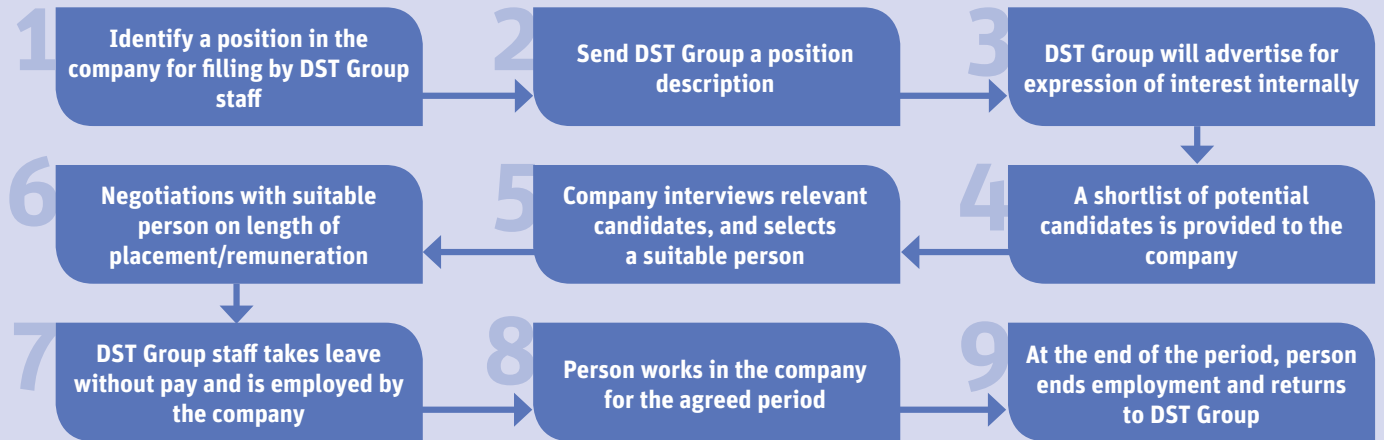 1
Identify a position in the
company for filling by DST Group
staff
2
Send DST Group a position
description
3
DST Group will advertise for
expression of interest internally
4
A shortlist of potential
candidates is provided to the
company
5
Company interviews relevant
candidates, and selects
a suitable person
6
Negotiations with suitable
person on length of
placement/remuneration
7
DST Group staff takes leave
without pay and is employed by
the company
8
Person works in the company
for the agreed period
9
At the end of the period, person
ends employment and returns
to DST Group